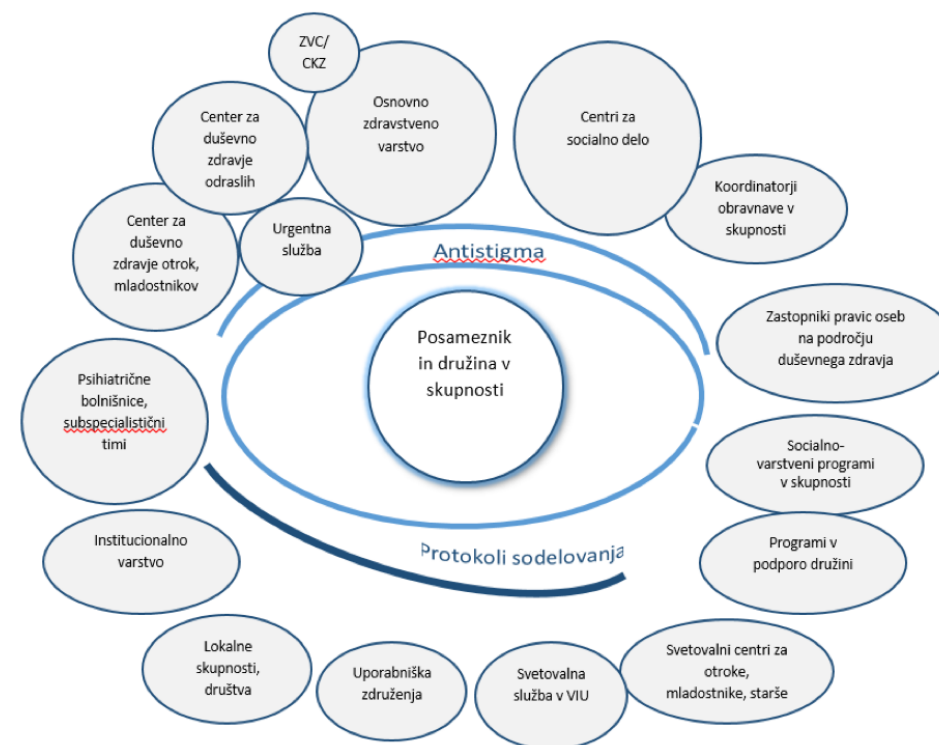 ZVC/
CKZ
Osnovno
zdravstveno
varstvo
Centri za
socialno delo
Center za
duševno
zdravje
odraslih
Koordinatorji
obravnave v
skupnosti
Center za
duševno
zdravje otrok,
mladostnikov
Urgentna
služba
Antistigma
Zastopniki pravic oseb
na področju
duševnega zdravja
Posameznik
in družina v
skupnosti
Psihiatrične
bolnišnice,
subspecialistični
timi
Socialno-
varstveni programi
v skupnosti
Institucionalno
varstvo
Protokoli sodelovanja
Programi v
podporo družini
Lokalne
skupnosti,
društva
Uporabniška
združenja
Svetovalna
služba v VIU
Svetovalni centri za
otroke,
mladostnike, starše